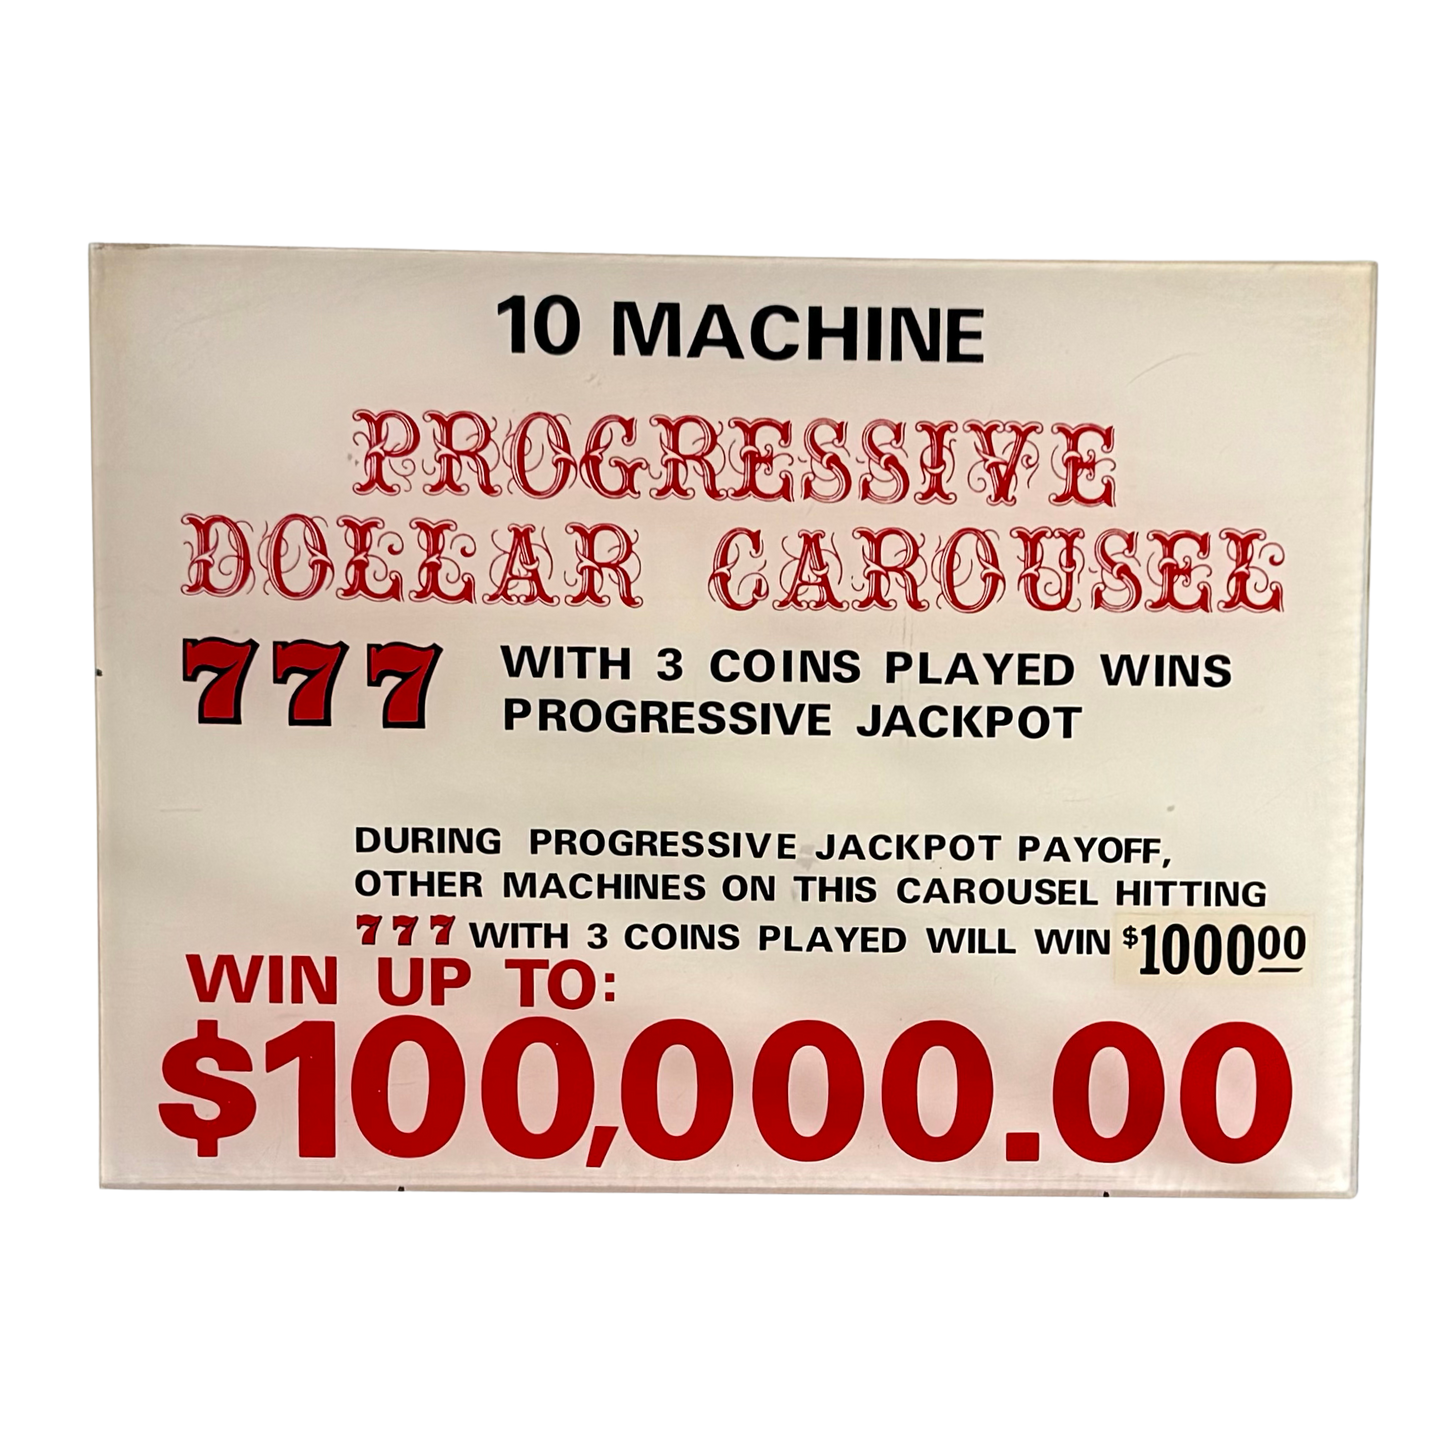 10 MACHINE
PROGRESSIVE
DOLLAR CAROUSEL
777 WITH 3 COINS PLAYED WINS
PROGRESSIVE JACKPOT
DURING PROGRESSIVE JACKPOT PAYOFF,
OTHER MACHINES ON THIS CAROUSEL HITTING
777 WITH 3 COINS PLAYED WILL WIN $100000
WIN UP TO:
$100,000.00